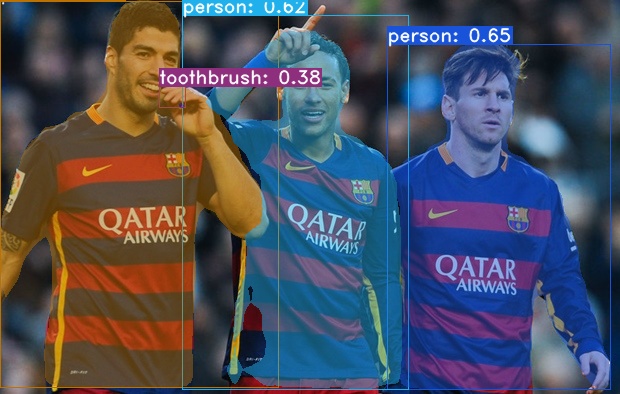 person: 0.62
person: 0.65
toothbrush: 0.38
QATAR
AIRWAYS
QATAR
AIRWAYS
QATAR
AIRWAYS